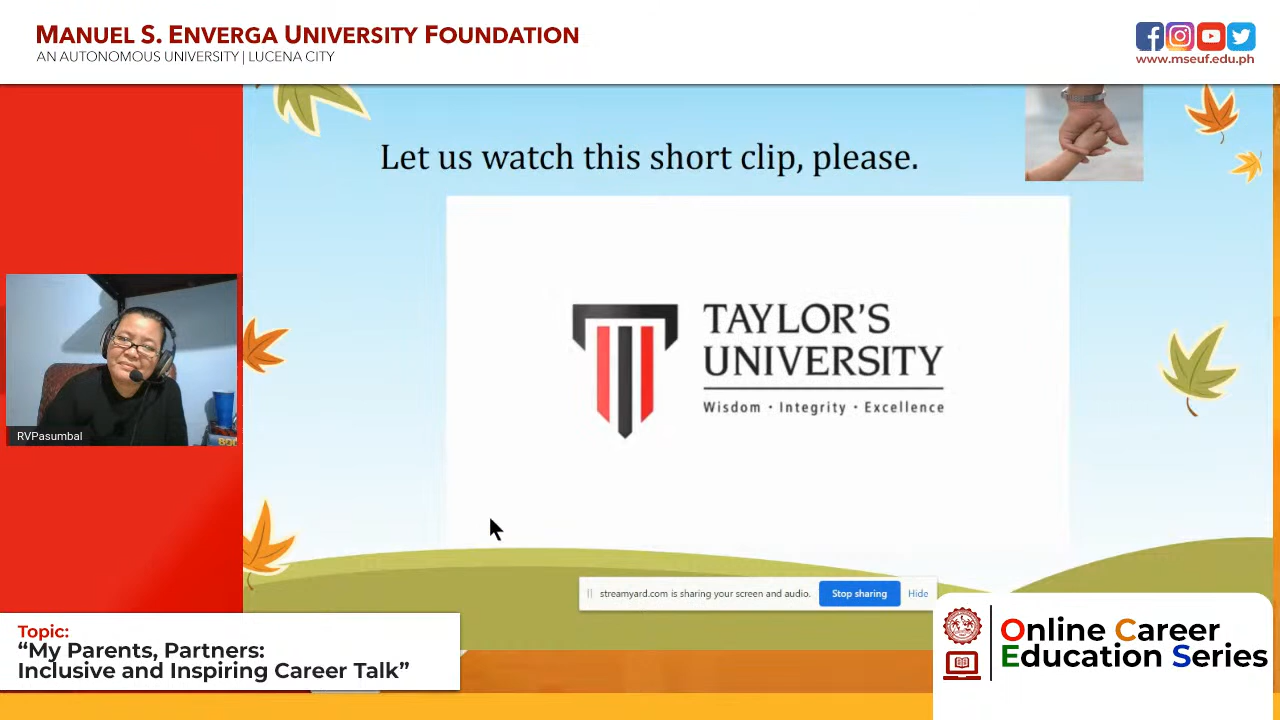 MANUEL S. ENVERGA UNIVERSITY FOUNDATION
AN AUTONOMOUS UNIVERSITY | LUCENA CITY
www.mseuf.edu.ph
Let us watch this short clip, please.
TAYLOR'S
UNIVERSITY
Wisdom · Integrity · Excellence
RVPasumbal
streamyard.com is sharing your screen and audio. Stop sharing Hide
Topic:
“My Parents, Partners:
Inclusive and Inspiring Career Talk”
Online Career
Education Series